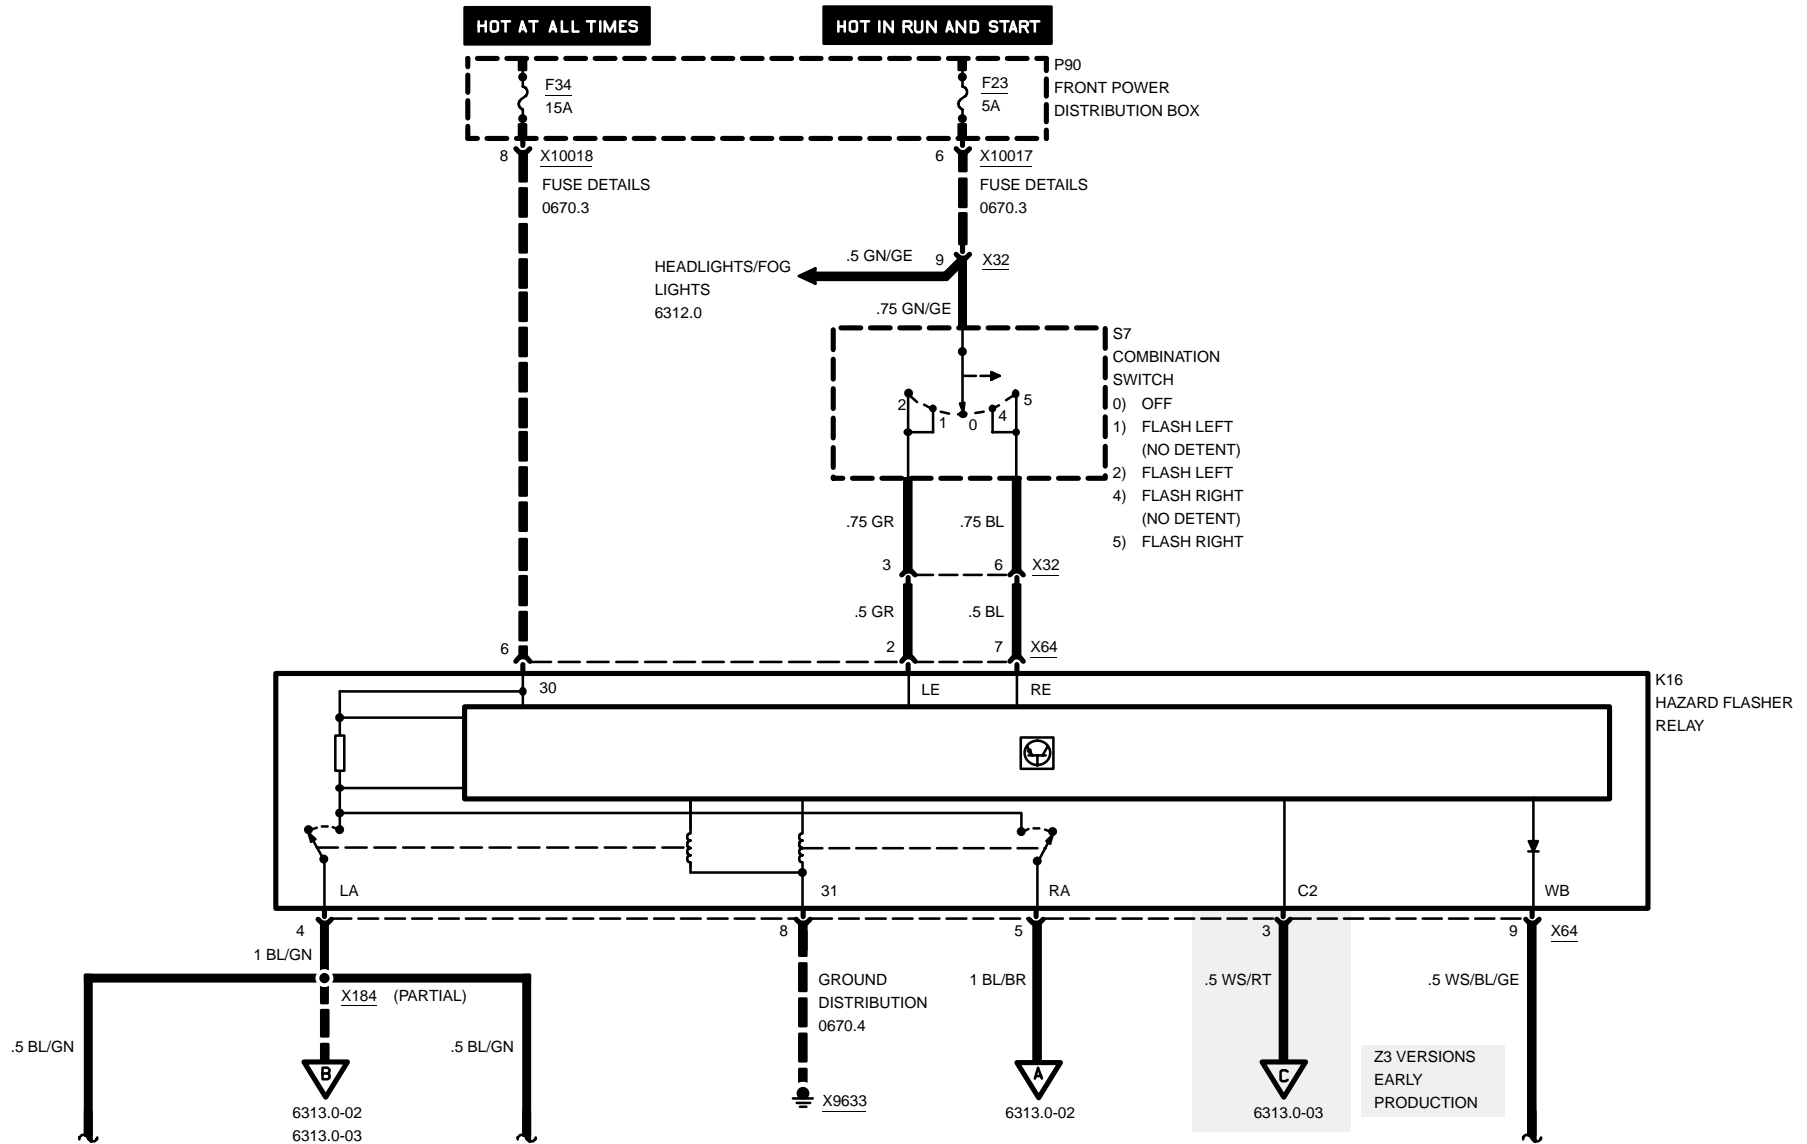 HOT AT ALL TIMES
HOT IN RUN AND START
P90
FRONT POWER
DISTRIBUTION BOX
F34
15A
F23
5A
8
X10018
6
X10017
FUSE DETAILS
0670.3
FUSE DETAILS
0670.3
.5 GN/GE
9
X32
HEADLIGHTS/FOG
LIGHTS
6312.0
.75 GN/GE
S7
COMBINATION
SWITCH
0) OFF
1) FLASH LEFT
(NO DETENT)
2) FLASH LEFT
4) FLASH RIGHT
(NO DETENT)
5) FLASH RIGHT
2
1
0
4
5
.75 GR
.75 BL
3
6
X32
.5 GR
.5 BL
6
2
7
X64
30
LE
RE
K16
HAZARD FLASHER
RELAY
LA
31
RA
C2
WB
4
8
5
3
9
X64
1 BL/GN
X184 (PARTIAL)
GROUND
DISTRIBUTION
0670.4
1 BL/BR
.5 WS/RT
.5 WS/BL/GE
.5 BL/GN
.5 BL/GN
B
6313.0-02
6313.0-03
X9633
A
6313.0-02
C
6313.0-03
Z3 VERSIONS
EARLY
PRODUCTION